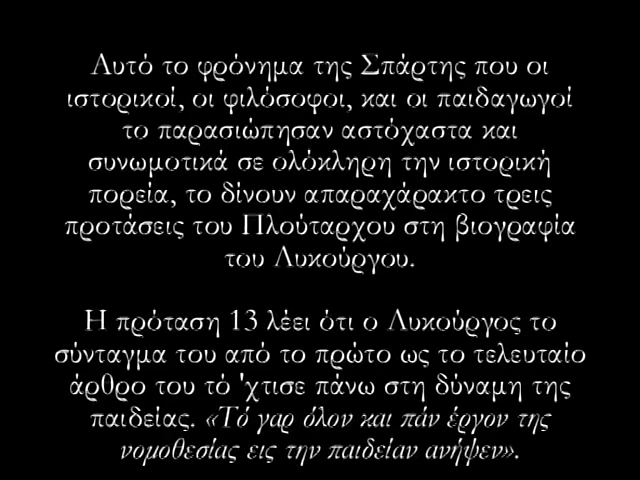 Αυτό το φρόνημα της Σπάρτης που οι
ιστορικοί, οι φιλόσοφοι, και οι παιδαγωγοί
το παρασιώπησαν αστόχαστα και
συνωμοτικά σε ολόκληρη την ιστορική
πορεία, το δίνουν απαραχάρακτο τρεις
προτάσεις του Πλούταρχου στη βιογραφία
του Λυκούργου.
Η πρόταση 13 λέει ότι ο Λυκούργος το
σύνταγμα του από το πρώτο ως το τελευταίο
άρθρο του τό 'χτισε πάνω στη δύναμη της
παιδείας. «Τό γαρ όλον και πάν έργον της
νομοθεσίας εις την παιδείαν ανήψεν».